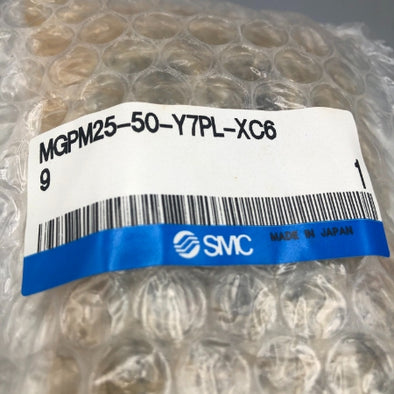 MGPM25-50-Y7PL-XC6
9 1
SMC MADE IN JAPAN